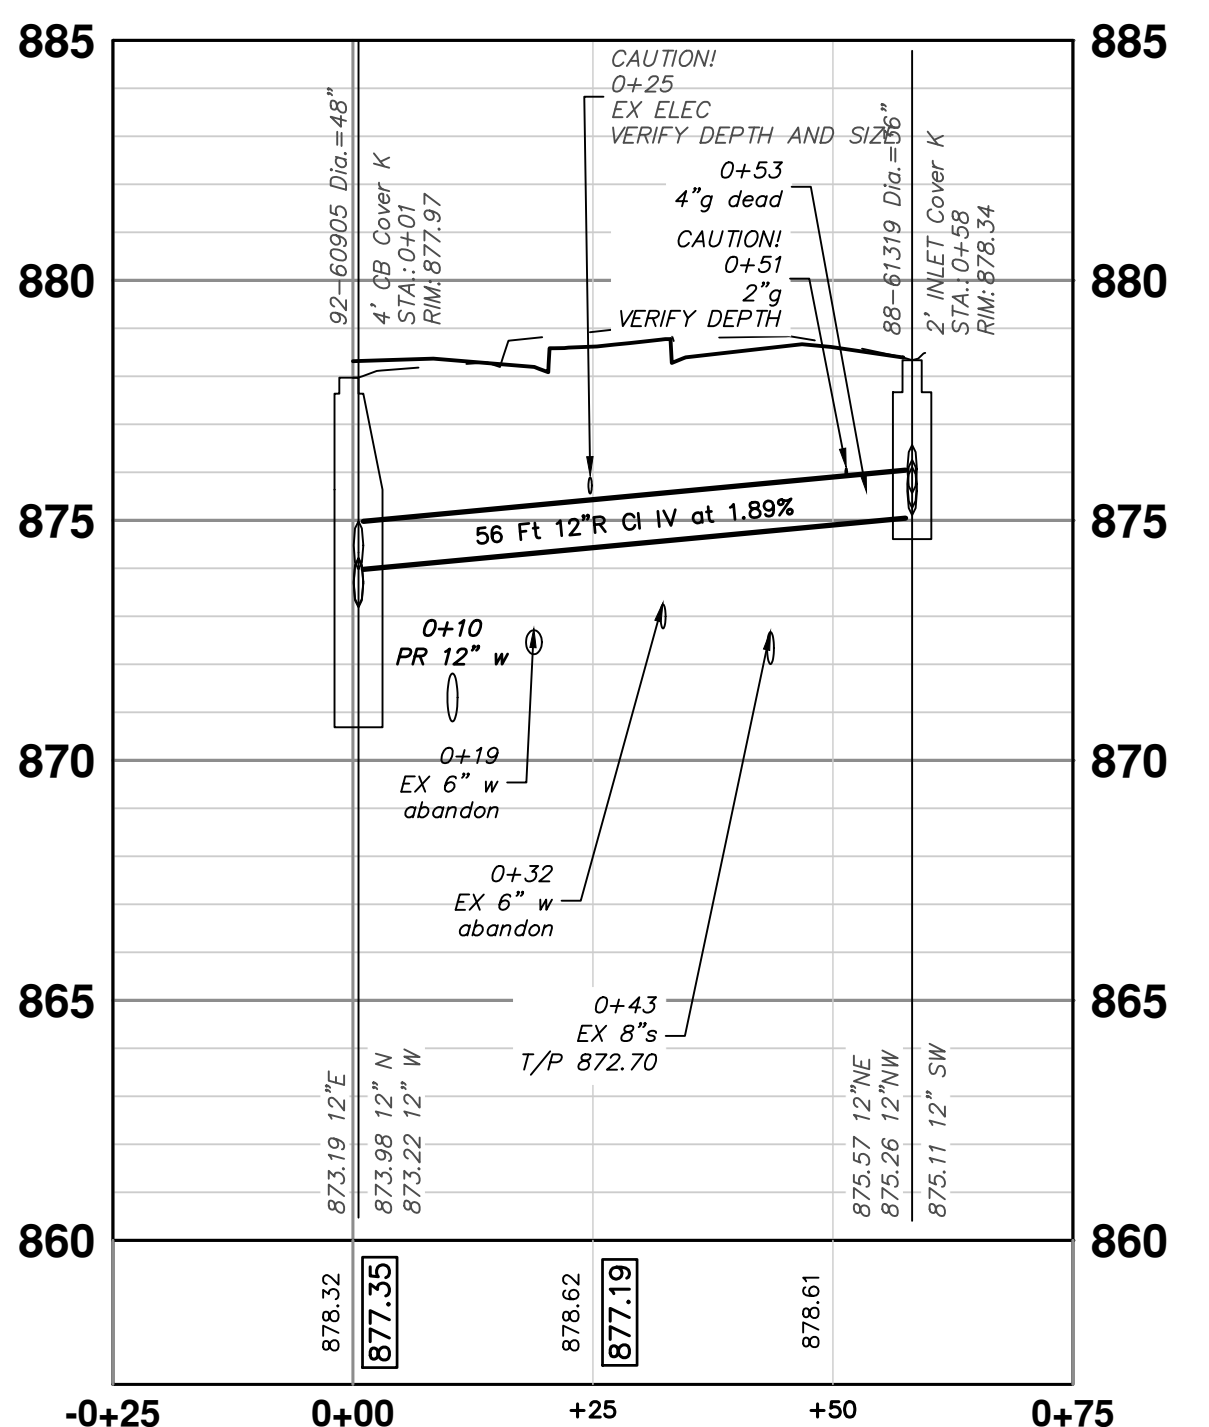 885
885
CAUTION!
0+25
EX ELEC
VERIFY DEPTH AND SIZE
92-60905 Dia.=48”
4’ CB Cover K
STA.: 0+01
RIM: 877.97
0+53
4”g dead
CAUTION!
0+51
2”g
VERIFY DEPTH
88-61319 Dia.=36”
2’ INLET Cover K
STA.: 0+58
RIM: 878.34
880
880
875
875
56 Ft 12”R Cl IV at 1.89%
0+10
PR 12” w
870
870
0+19
EX 6” w
abandon
0+32
EX 6” w
abandon
865
865
0+43
EX 8”s
T/P 872.70
873.19 12”E
873.98 12” N
873.22 12” W
875.57 12”NE
875.26 12”NW
875.11 12” SW
860
860
878.32
877.35
878.62
877.19
878.61
-0+25
0+00
+25
+50
0+75